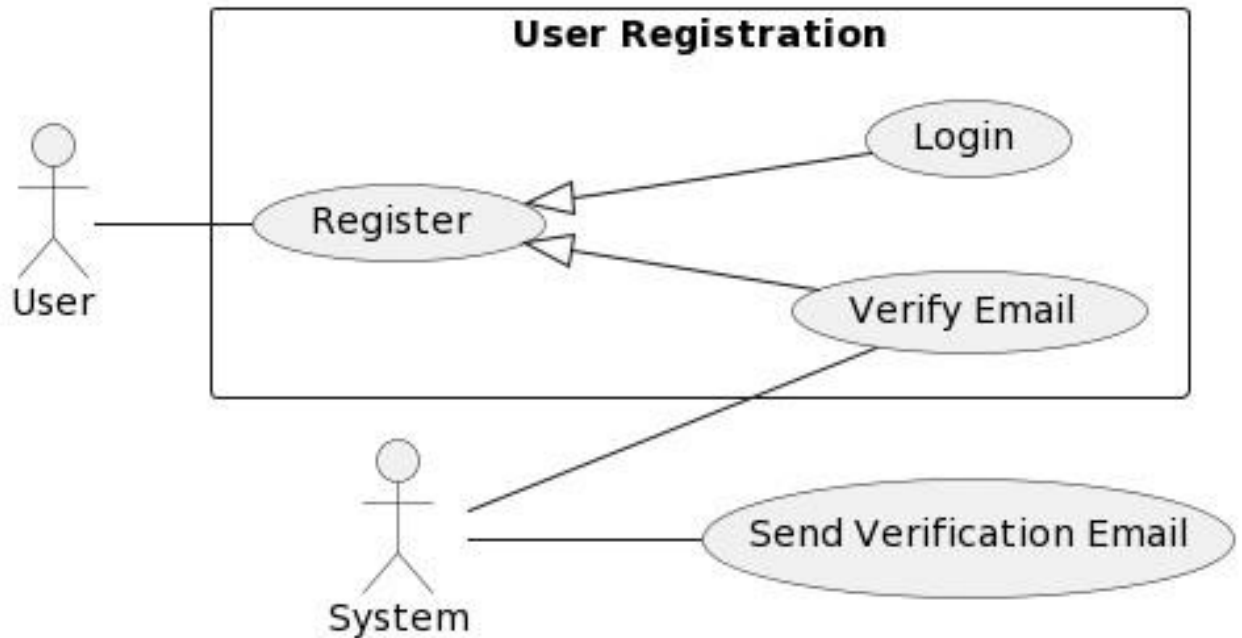 User Registration
Login
Register
User
Verify Email
Send Verification Email
System